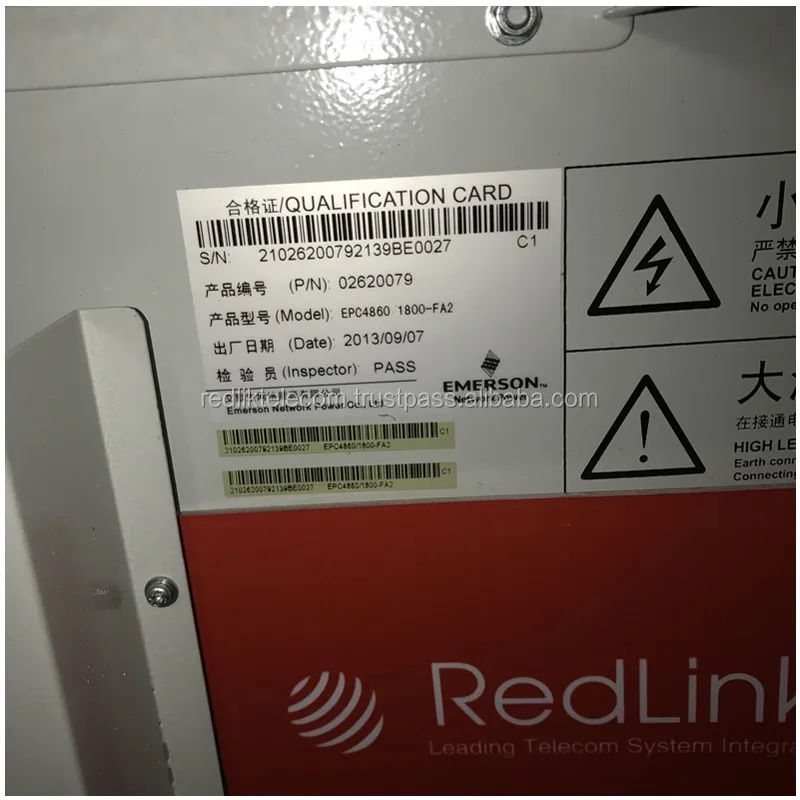 合格证/QUALIFICATION CARD
S/N: 21026200792139BE0027 C1
产品编号 (P/N): 02620079
产品型号 (Model): EPC4860 1800-FA2
出厂日期 (Date): 2013/09/07
检 验 员 (Inspector): PASS
EMERSON
Network Power
redlinktelecom.trustpass.alibaba.com
Emerson Network Power Co., Ltd.
21026200792139BE0027 EPC4860/1800-FA2 C1
21026200792139BE0027 EPC4860/1800-FA2 C1
小
严禁
CAUT
ELEC
No ope
大
在接通电
HIGH LE
Earth conn
Connecting
RedLink
Leading Telecom System Integra